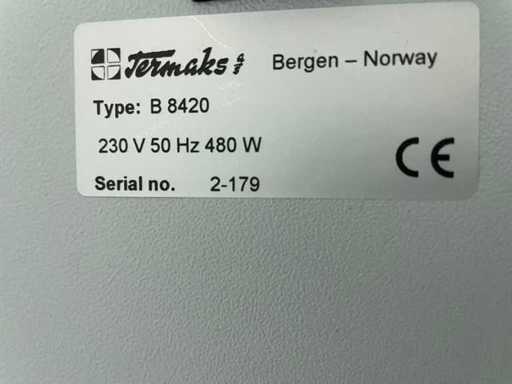 Termaks A/S Bergen – Norway
Type: B 8420
230 V 50 Hz 480 W
CE
Serial no. 2-179